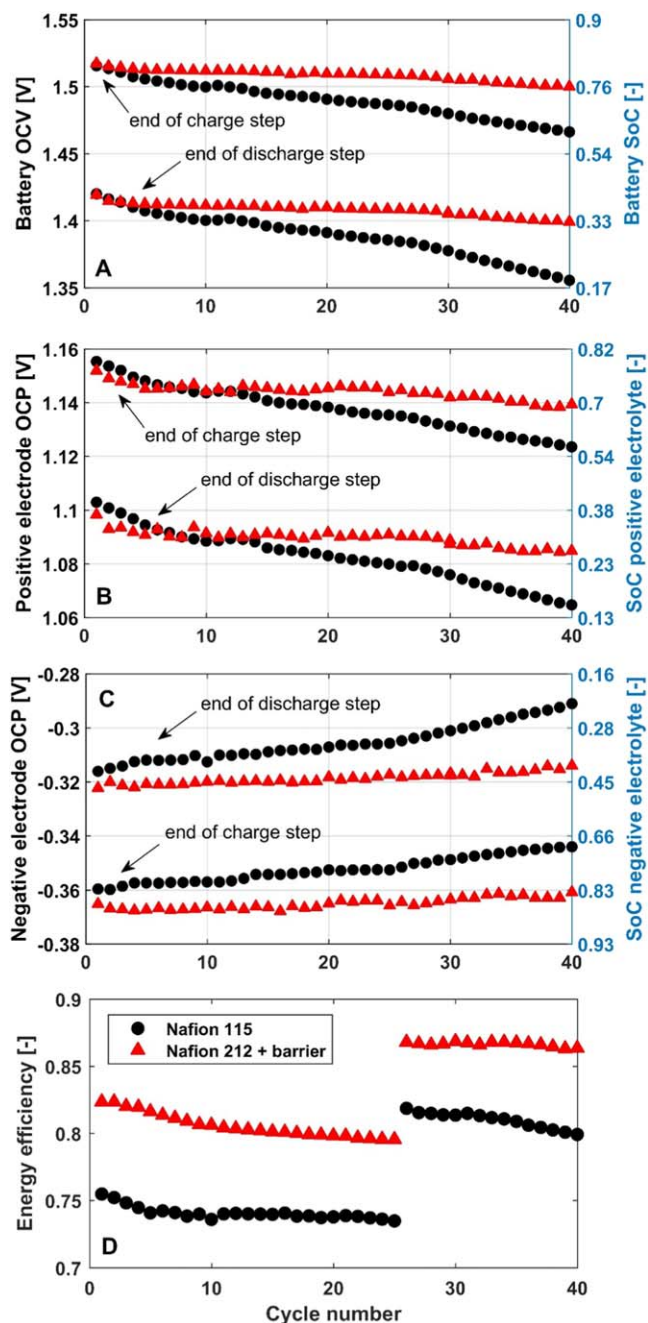 1.55
0.9
1.5
0.76
end of charge step
1.45
0.54
end of discharge step
1.4
0.33
A
1.35
0.17
0
10
20
30
40
Battery OCV [V]
Battery SoC [-]
1.16
0.82
1.14
0.7
end of charge step
1.12
0.54
end of discharge step
1.1
0.38
1.08
0.23
B
1.06
0.13
0
10
20
30
40
Positive electrode OCP [V]
SoC positive electrolyte
-0.28
0.16
C
end of discharge step
-0.3
0.28
-0.32
0.45
end of charge step
-0.34
0.66
-0.36
0.83
-0.38
0.93
0
10
20
30
40
Negative electrode OCP [V]
SoC negative electrolyte [-]
0.9
Nafion 115
Nafion 212 + barrier
0.85
0.8
0.75
D
0.7
0
10
20
30
40
Energy efficiency [-]
Cycle number